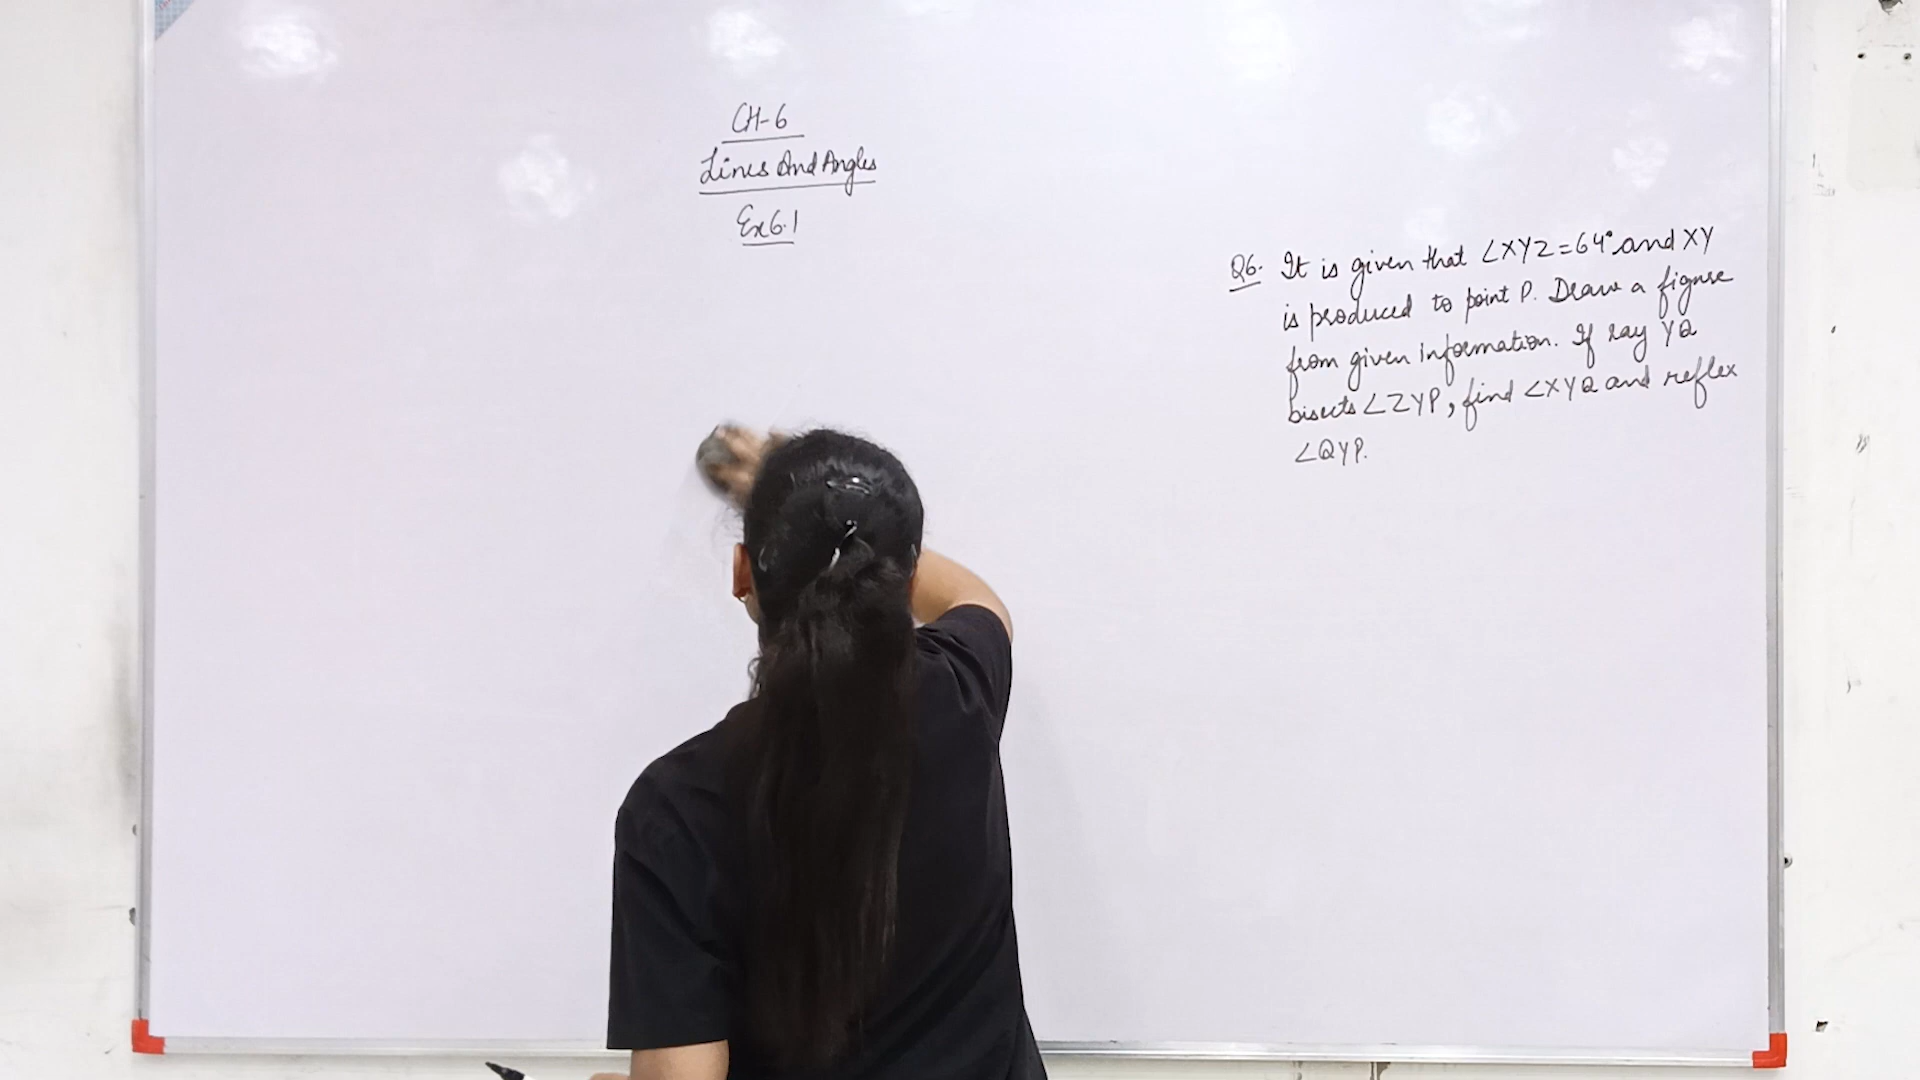 CH-6
Lines And Angles
Ex 6.1
Q6. It is given that ∠XYZ=64° and XY
is produced to point P. Draw a figure
from given information. If ray YQ
bisects ∠ZYP, find ∠XYQ and reflex
∠QYP.